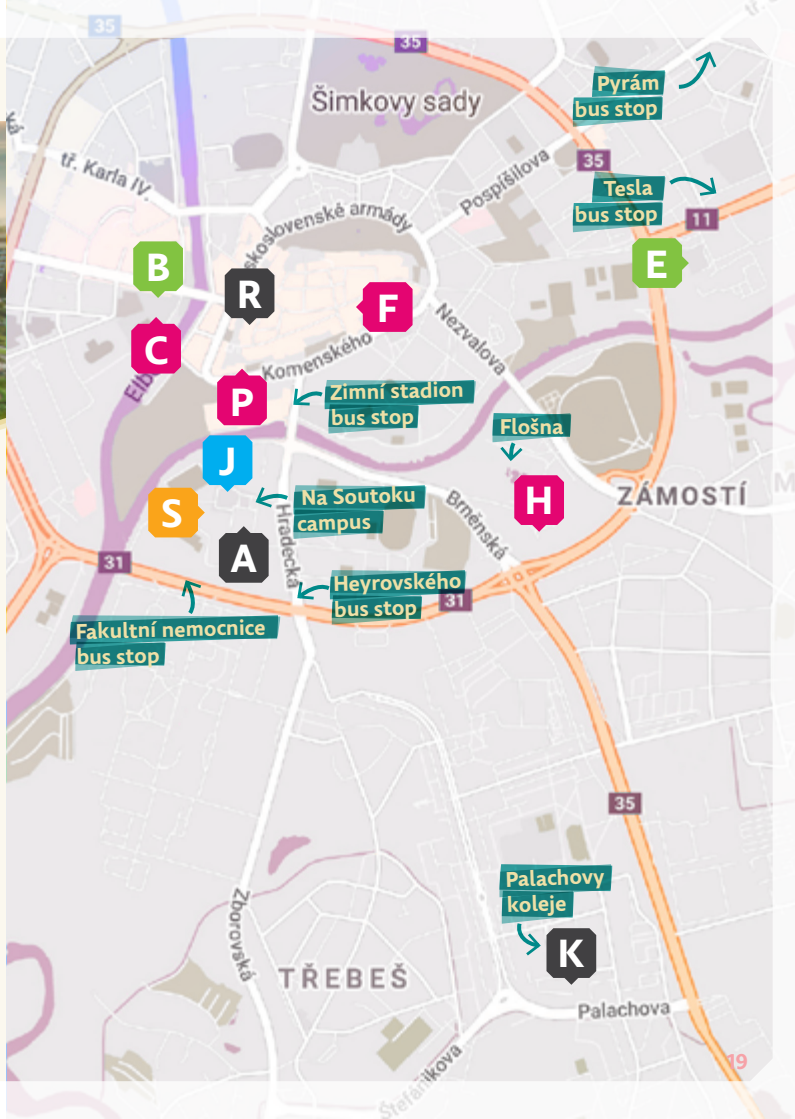 35
35
tř. Karla IV.
Šimkovy sady
Pospíšilova
35
Pyrám
bus stop
Tesla
bus stop
11
E
B
R
F
C
P
Komenského
Nezvalova
Zimní stadion
bus stop
Flošna
J
S
Na Soutoku
campus
A
Hradecká
Brněnská
H
ZÁMOSTÍ
31
Heyrovského
bus stop
31
Fakultní nemocnice
bus stop
35
Palachovy
koleje
K
Zborovská
TŘEBEŠ
Palachova
Štefánikova
19